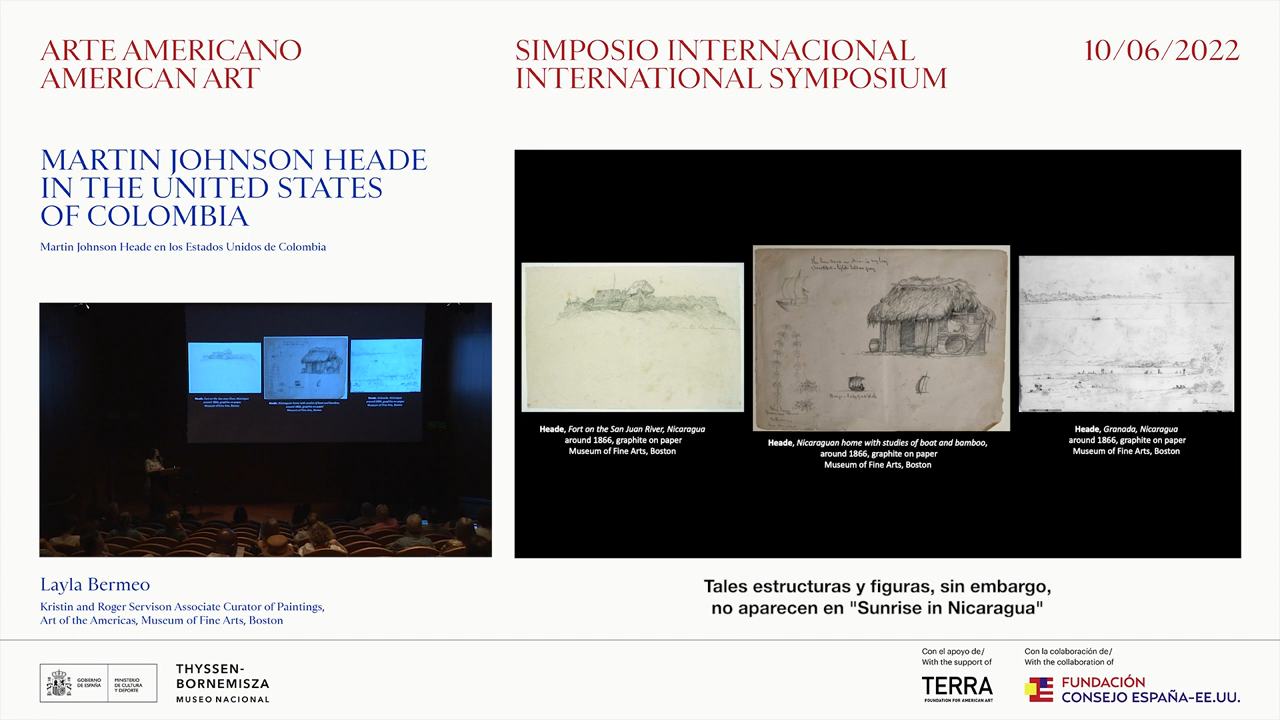 ARTE AMERICANO
AMERICAN ART
SIMPOSIO INTERNACIONAL
INTERNATIONAL SYMPOSIUM
10/06/2022
MARTIN JOHNSON HEADE
IN THE UNITED STATES
OF COLOMBIA
Martin Johnson Heade en los Estados Unidos de Colombia
Heade, Fort on the San Juan River, Nicaragua
around 1866, graphite on paper
Museum of Fine Arts, Boston
Heade, Nicaraguan home with studies of boat and bamboo,
around 1866, graphite on paper
Museum of Fine Arts, Boston
Heade, Granada, Nicaragua
around 1866, graphite on paper
Museum of Fine Arts, Boston
Layla Bermeo
Kristin and Roger Servison Associate Curator of Paintings,
Art of the Americas, Museum of Fine Arts, Boston
Tales estructuras y figuras, sin embargo,
no aparecen en "Sunrise in Nicaragua"
GOBIERNO
DE ESPAÑA
MINISTERIO
DE CULTURA
Y DEPORTE
THYSSEN-
BORNEMISZA
MUSEO NACIONAL
Con el apoyo de/
With the support of
TERRA
FOUNDATION FOR AMERICAN ART
Con la colaboración de/
With the collaboration of
FUNDACIÓN
CONSEJO ESPAÑA-EE.UU.